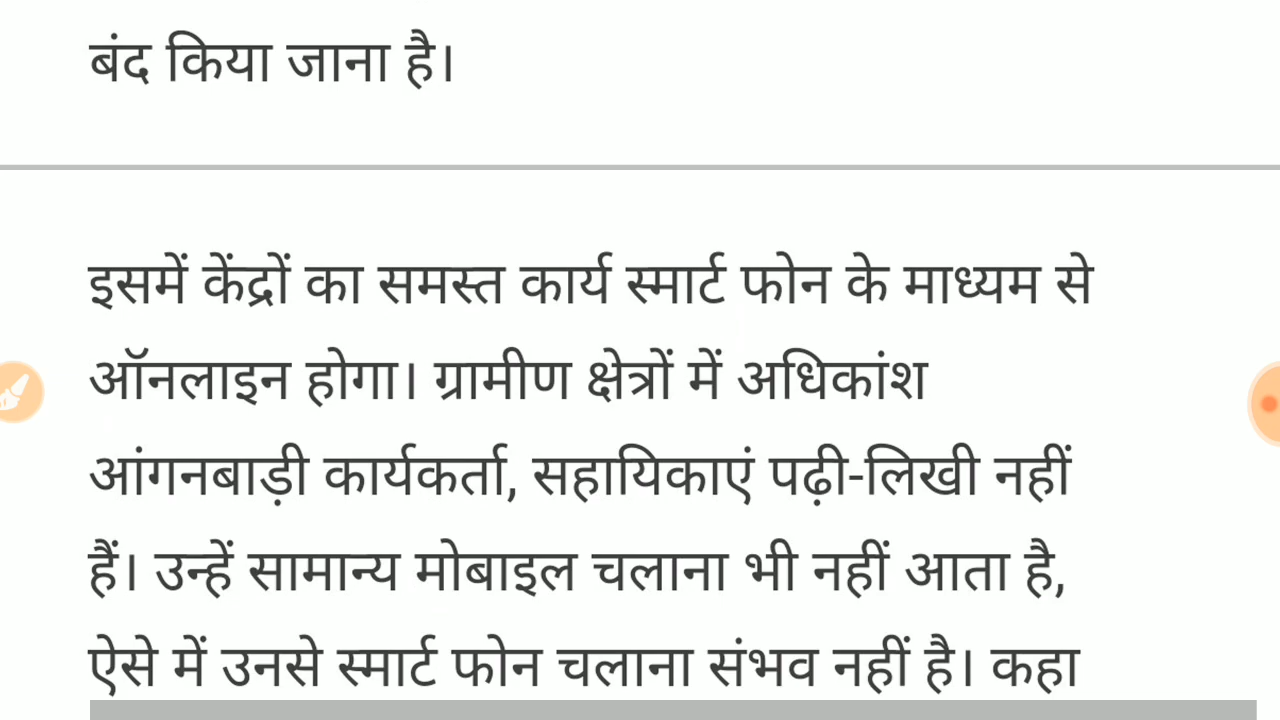 बंद किया जाना है।
इसमें केंद्रों का समस्त कार्य स्मार्ट फोन के माध्यम से
ऑनलाइन होगा। ग्रामीण क्षेत्रों में अधिकांश
आंगनबाड़ी कार्यकर्ता, सहायिकाएं पढ़ी-लिखी नहीं
हैं। उन्हें सामान्य मोबाइल चलाना भी नहीं आता है,
ऐसे में उनसे स्मार्ट फोन चलाना संभव नहीं है। कहा